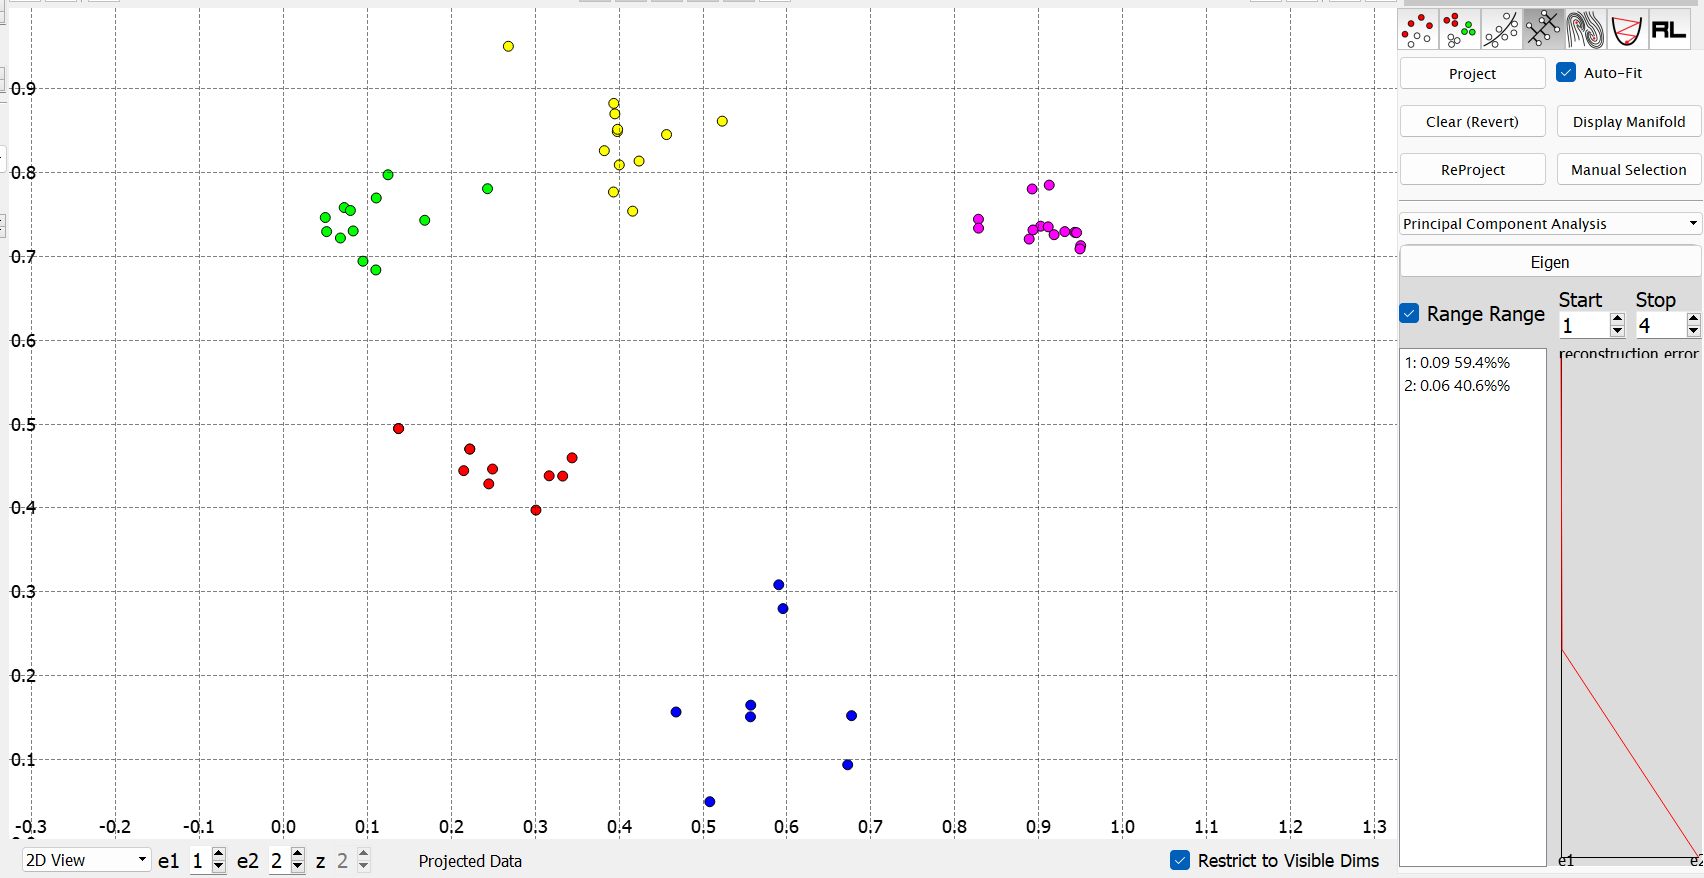 RL
Project
Auto-Fit
Clear (Revert)
Display Manifold
ReProject
Manual Selection
Principal Component Analysis
Eigen
Range Range
Start
Stop
1
4
1: 0.09 59.4%%
2: 0.06 40.6%%
reconstruction error
e1
e2
0.9
0.8
0.7
0.6
0.5
0.4
0.3
0.2
0.1
-0.3 -0.2 -0.1 0.0 0.1 0.2 0.3 0.4 0.5 0.6 0.7 0.8 0.9 1.0 1.1 1.2 1.3
2D View e1 1 e2 2 z 2 Projected Data Restrict to Visible Dims